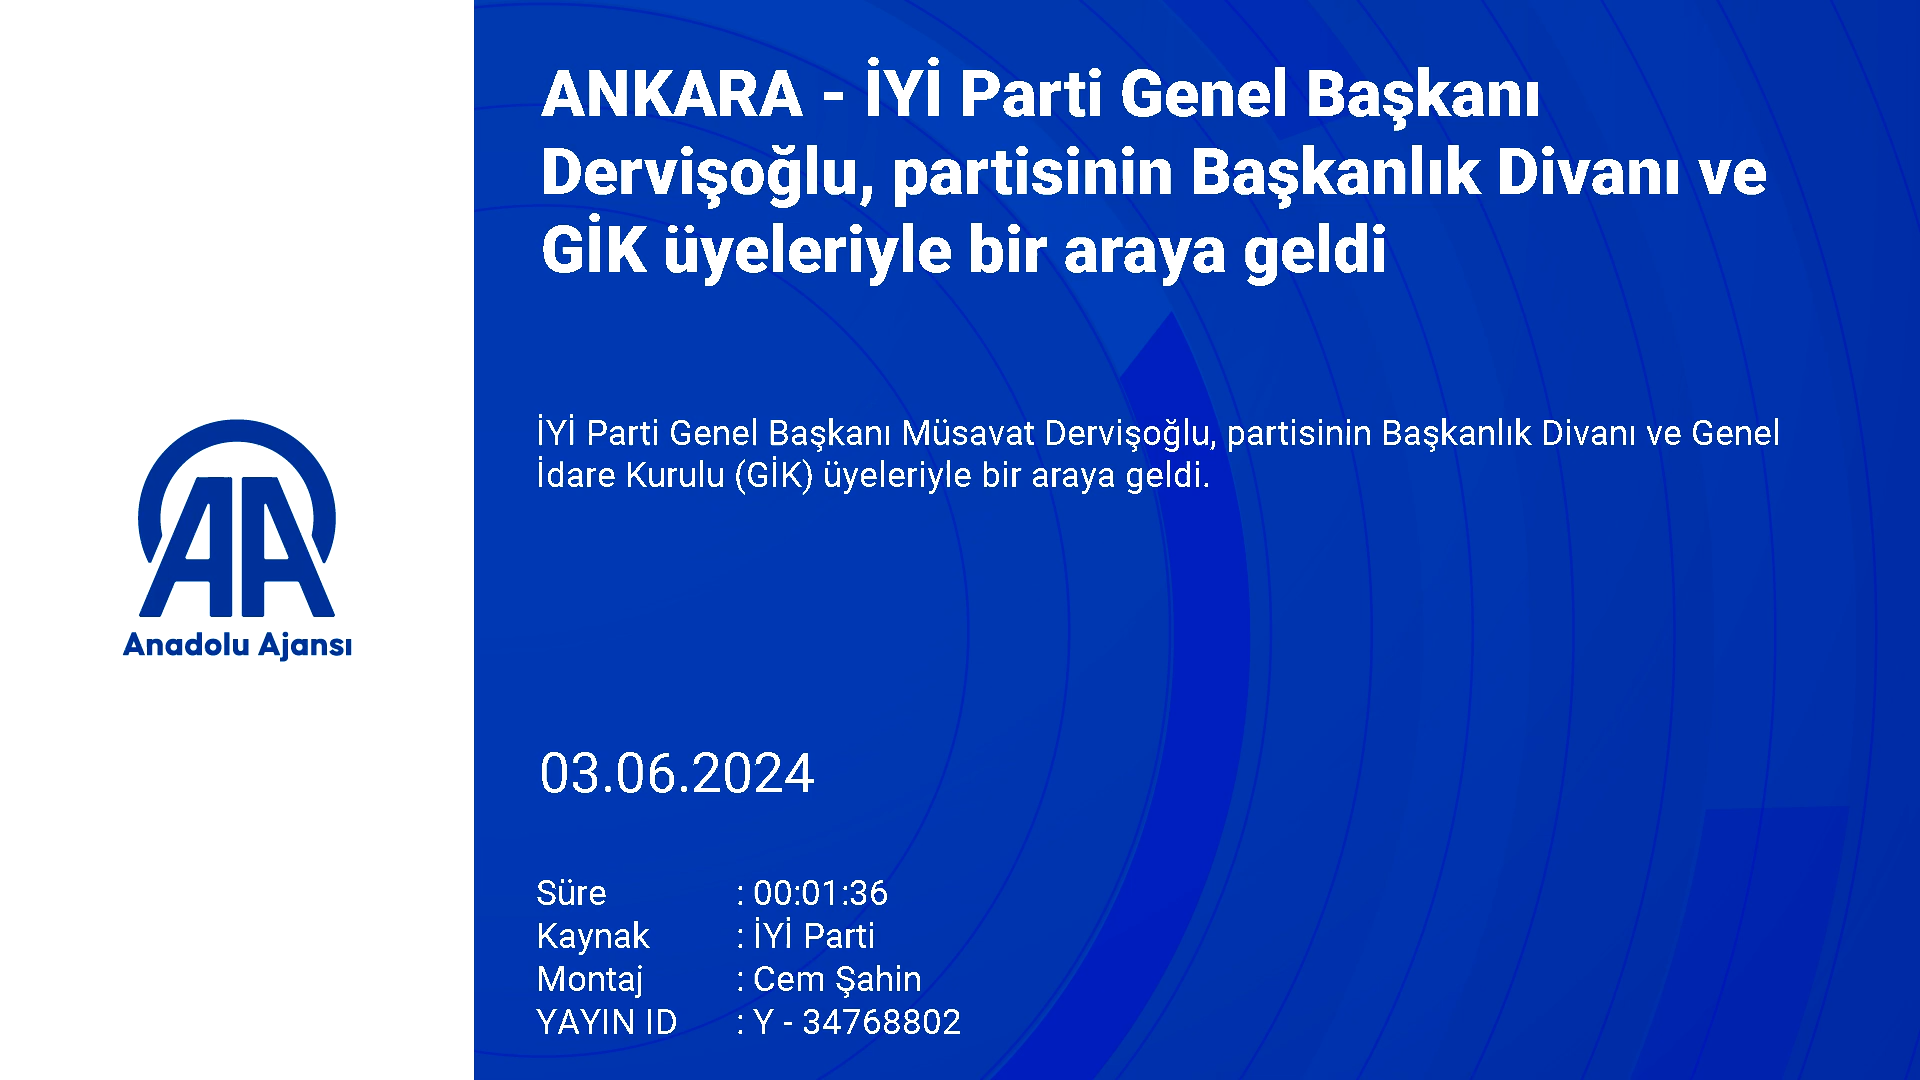 ANKARA - İYİ Parti Genel Başkanı
Dervişoğlu, partisinin Başkanlık Divanı ve
GİK üyeleriyle bir araya geldi
İYİ Parti Genel Başkanı Müsavat Dervişoğlu, partisinin Başkanlık Divanı ve Genel
İdare Kurulu (GİK) üyeleriyle bir araya geldi.
AA
Anadolu Ajansı
03.06.2024
Süre : 00:01:36
Kaynak : İYİ Parti
Montaj : Cem Şahin
YAYIN ID : Y - 34768802